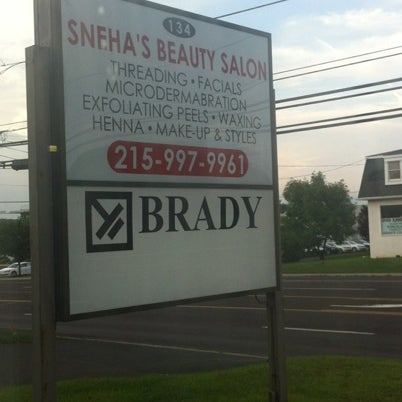 134
SNEHA'S BEAUTY SALON
THREADING • FACIALS
MICRODERMABRATION
EXFOLIATING PEELS • WAXING
HENNA • MAKE-UP & STYLES
215-997-9961
BRADY